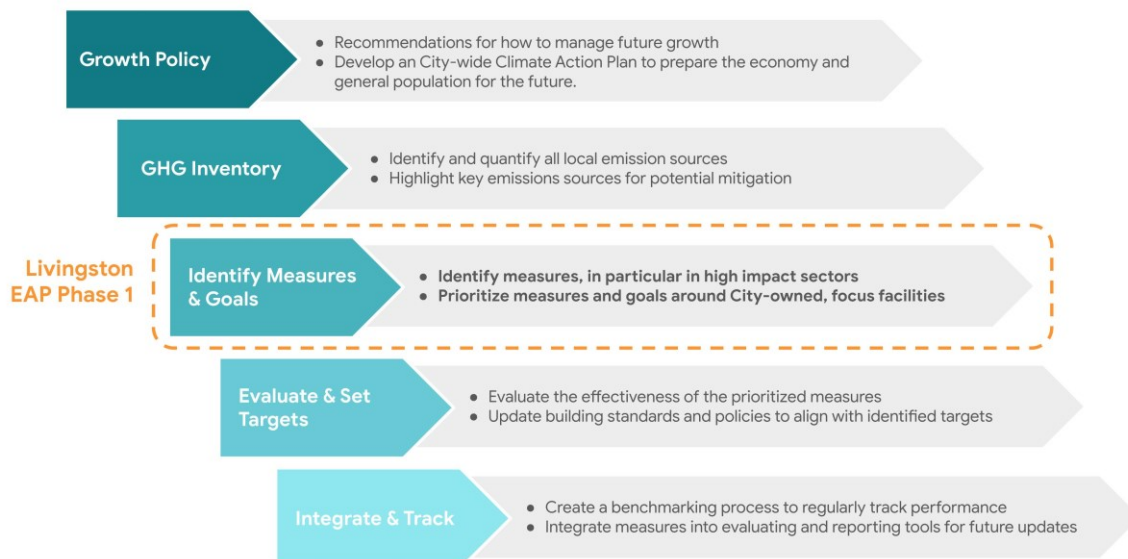 Growth Policy
● Recommendations for how to manage future growth
● Develop an City-wide Climate Action Plan to prepare the economy and
general population for the future.
GHG Inventory
● Identify and quantify all local emission sources
● Highlight key emissions sources for potential mitigation
Livingston
EAP Phase 1
Identify Measures
& Goals
● Identify measures, in particular in high impact sectors
● Prioritize measures and goals around City-owned, focus facilities
Evaluate & Set
Targets
● Evaluate the effectiveness of the prioritized measures
● Update building standards and policies to align with identified targets
Integrate & Track
● Create a benchmarking process to regularly track performance
● Integrate measures into evaluating and reporting tools for future updates